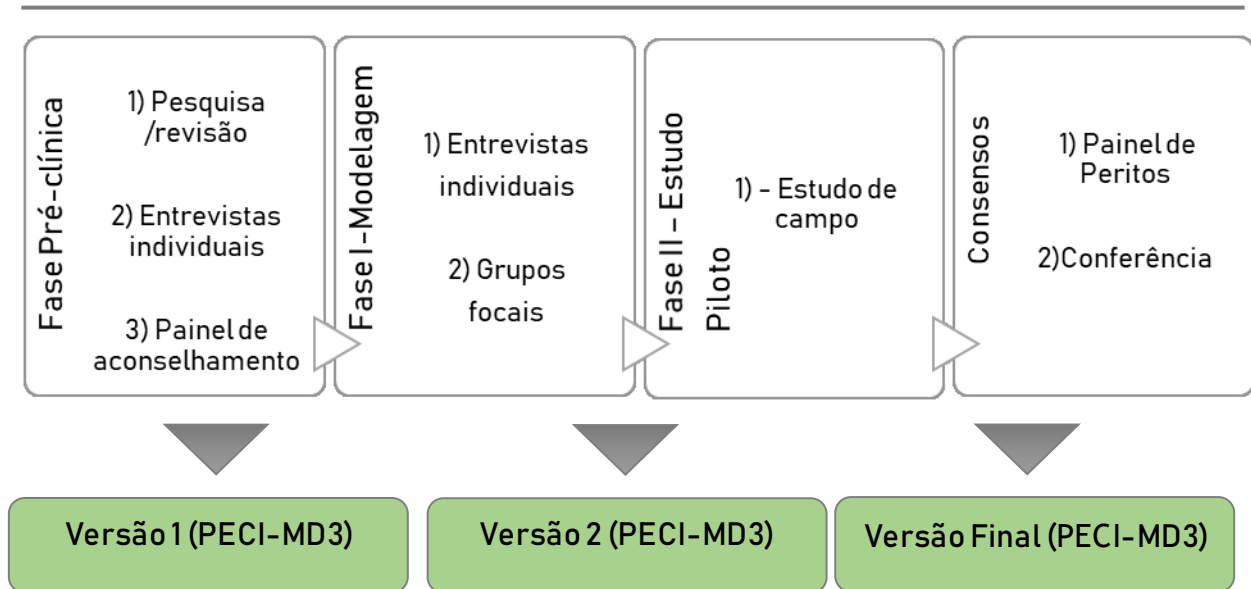 Fase Pré-clínica
1) Pesquisa
/revisão
2) Entrevistas
individuais
3) Painel de
aconselhamento
Fase I-Modelagem
1) Entrevistas
individuais
2) Grupos
focais
Fase II – Estudo
Piloto
1) - Estudo de
campo
Consensos
1) Painel de
Peritos
2)Conferência
Versão 1 (PECI-MD3)
Versão 2 (PECI-MD3)
Versão Final (PECI-MD3)